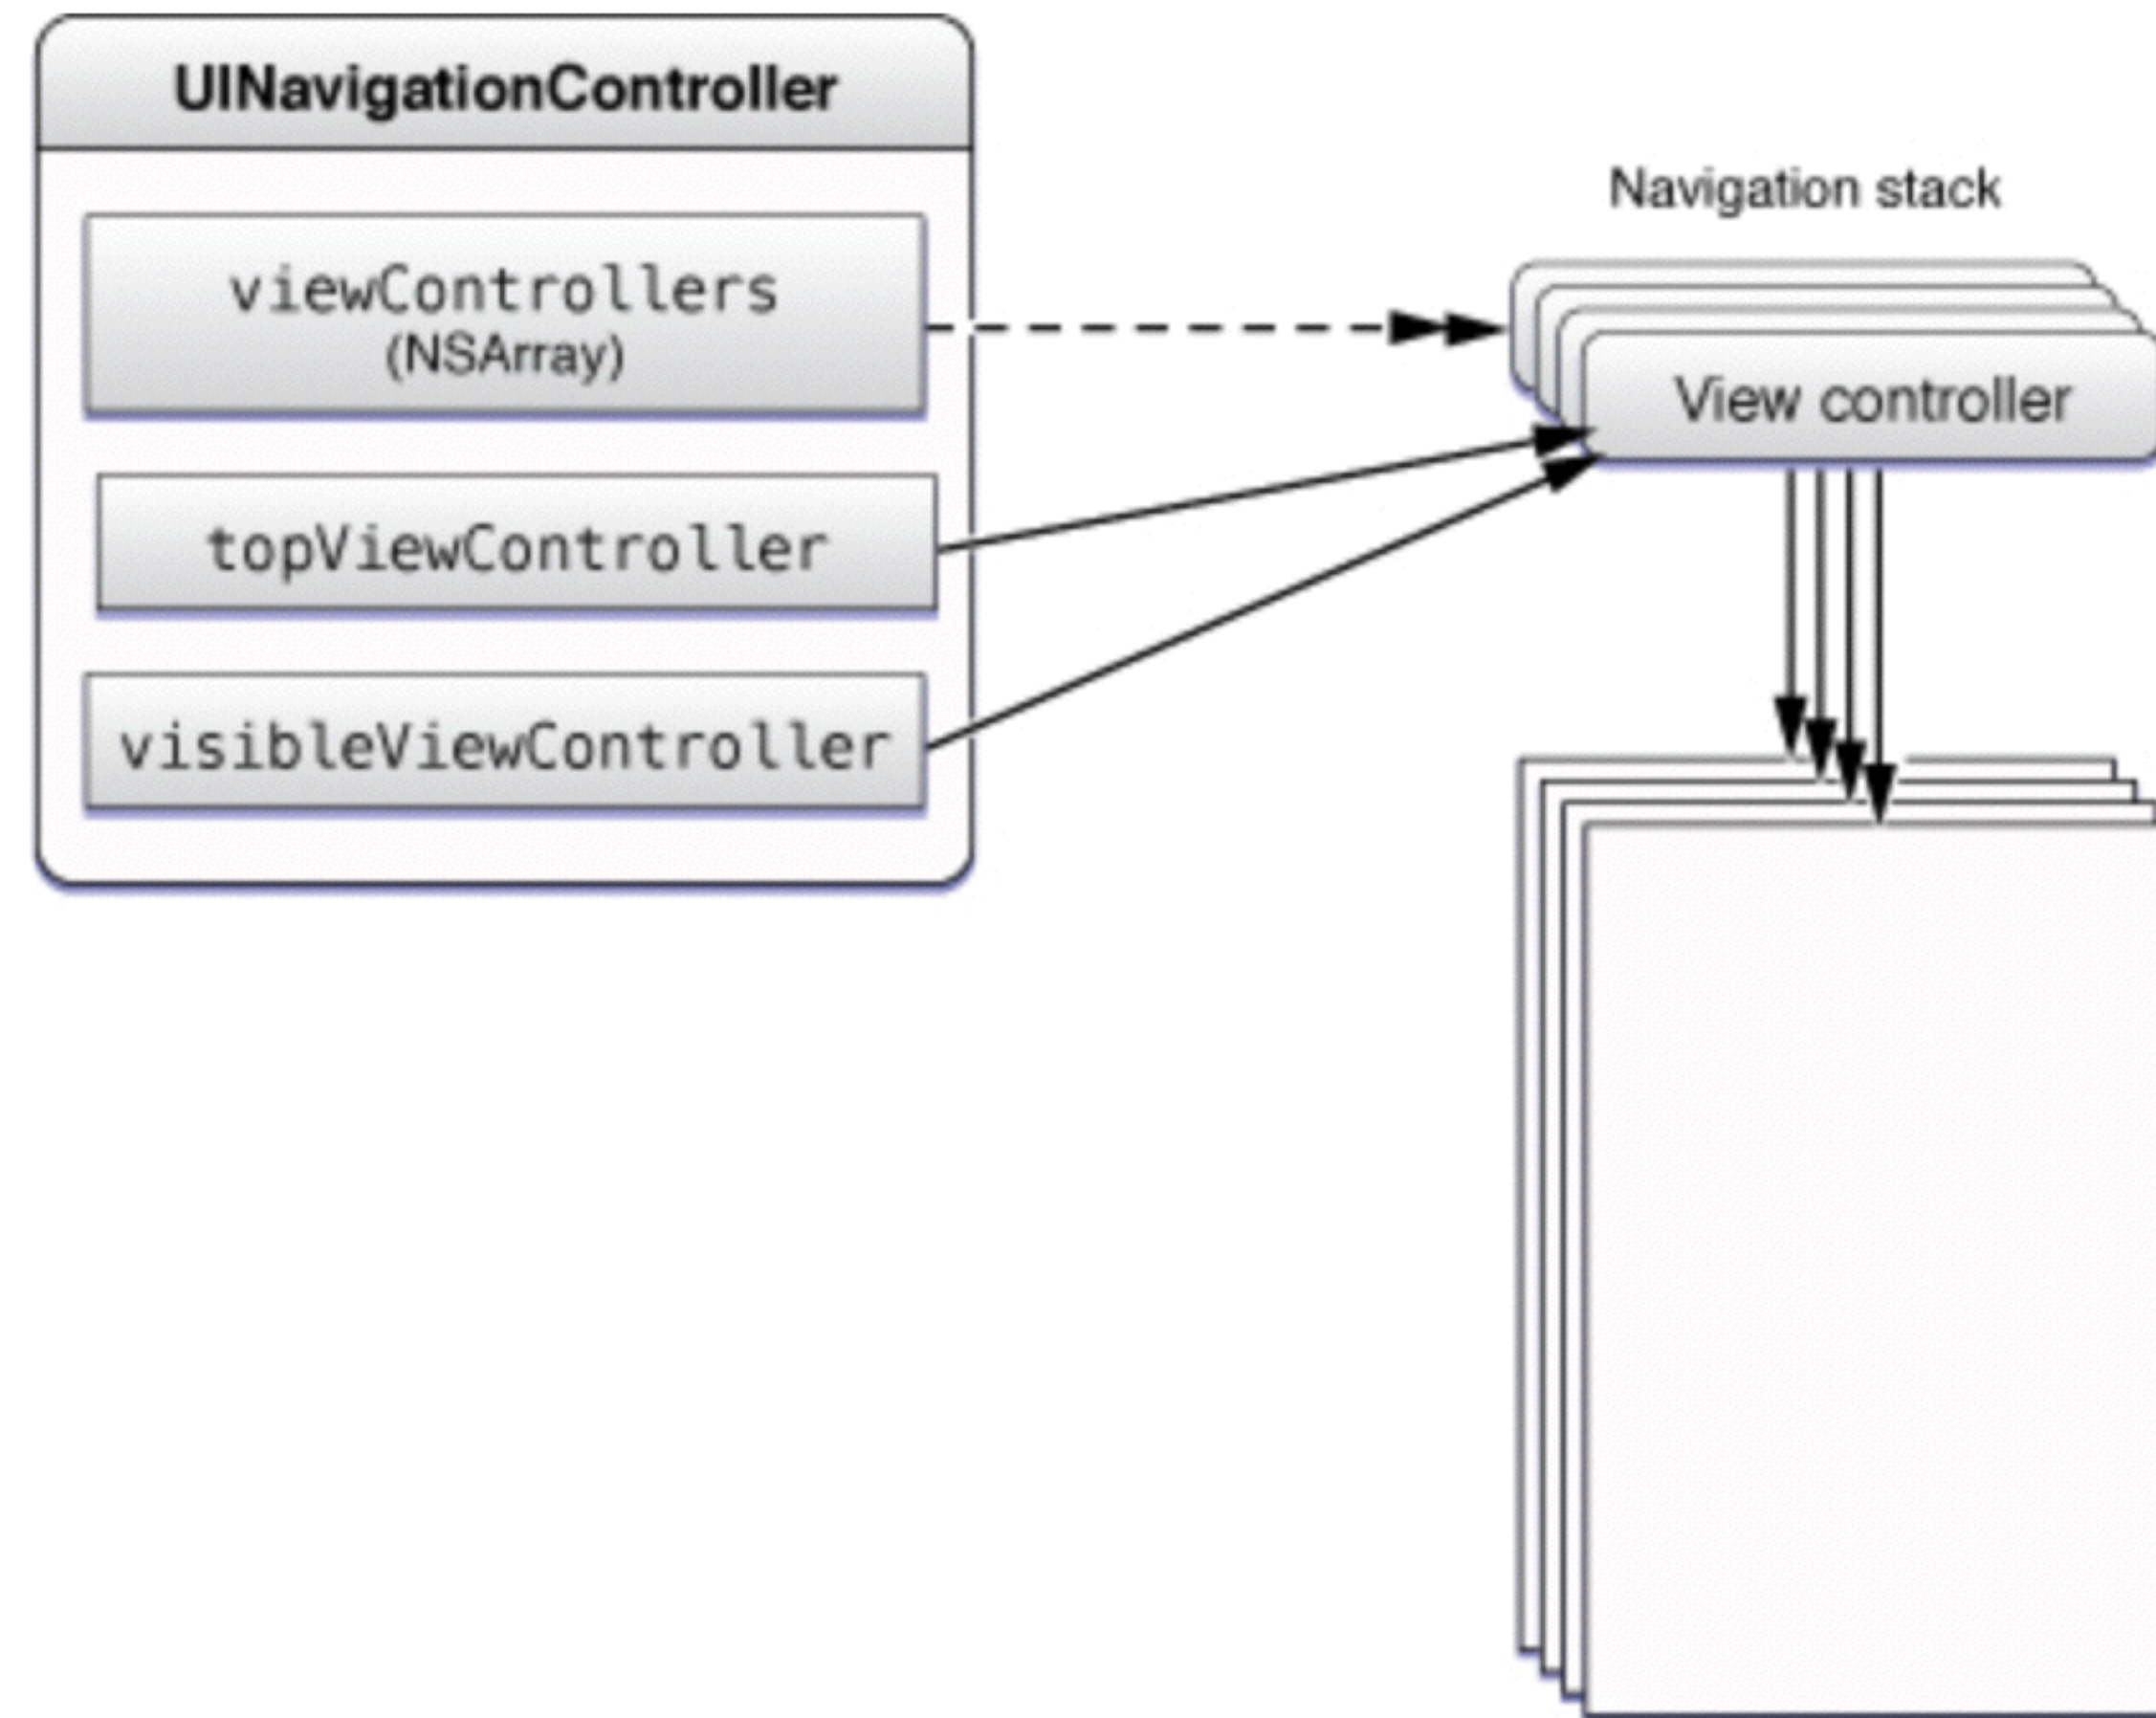 UINavigationController
viewControllers
(NSArray)
topViewController
visibleViewController
Navigation stack
View controller